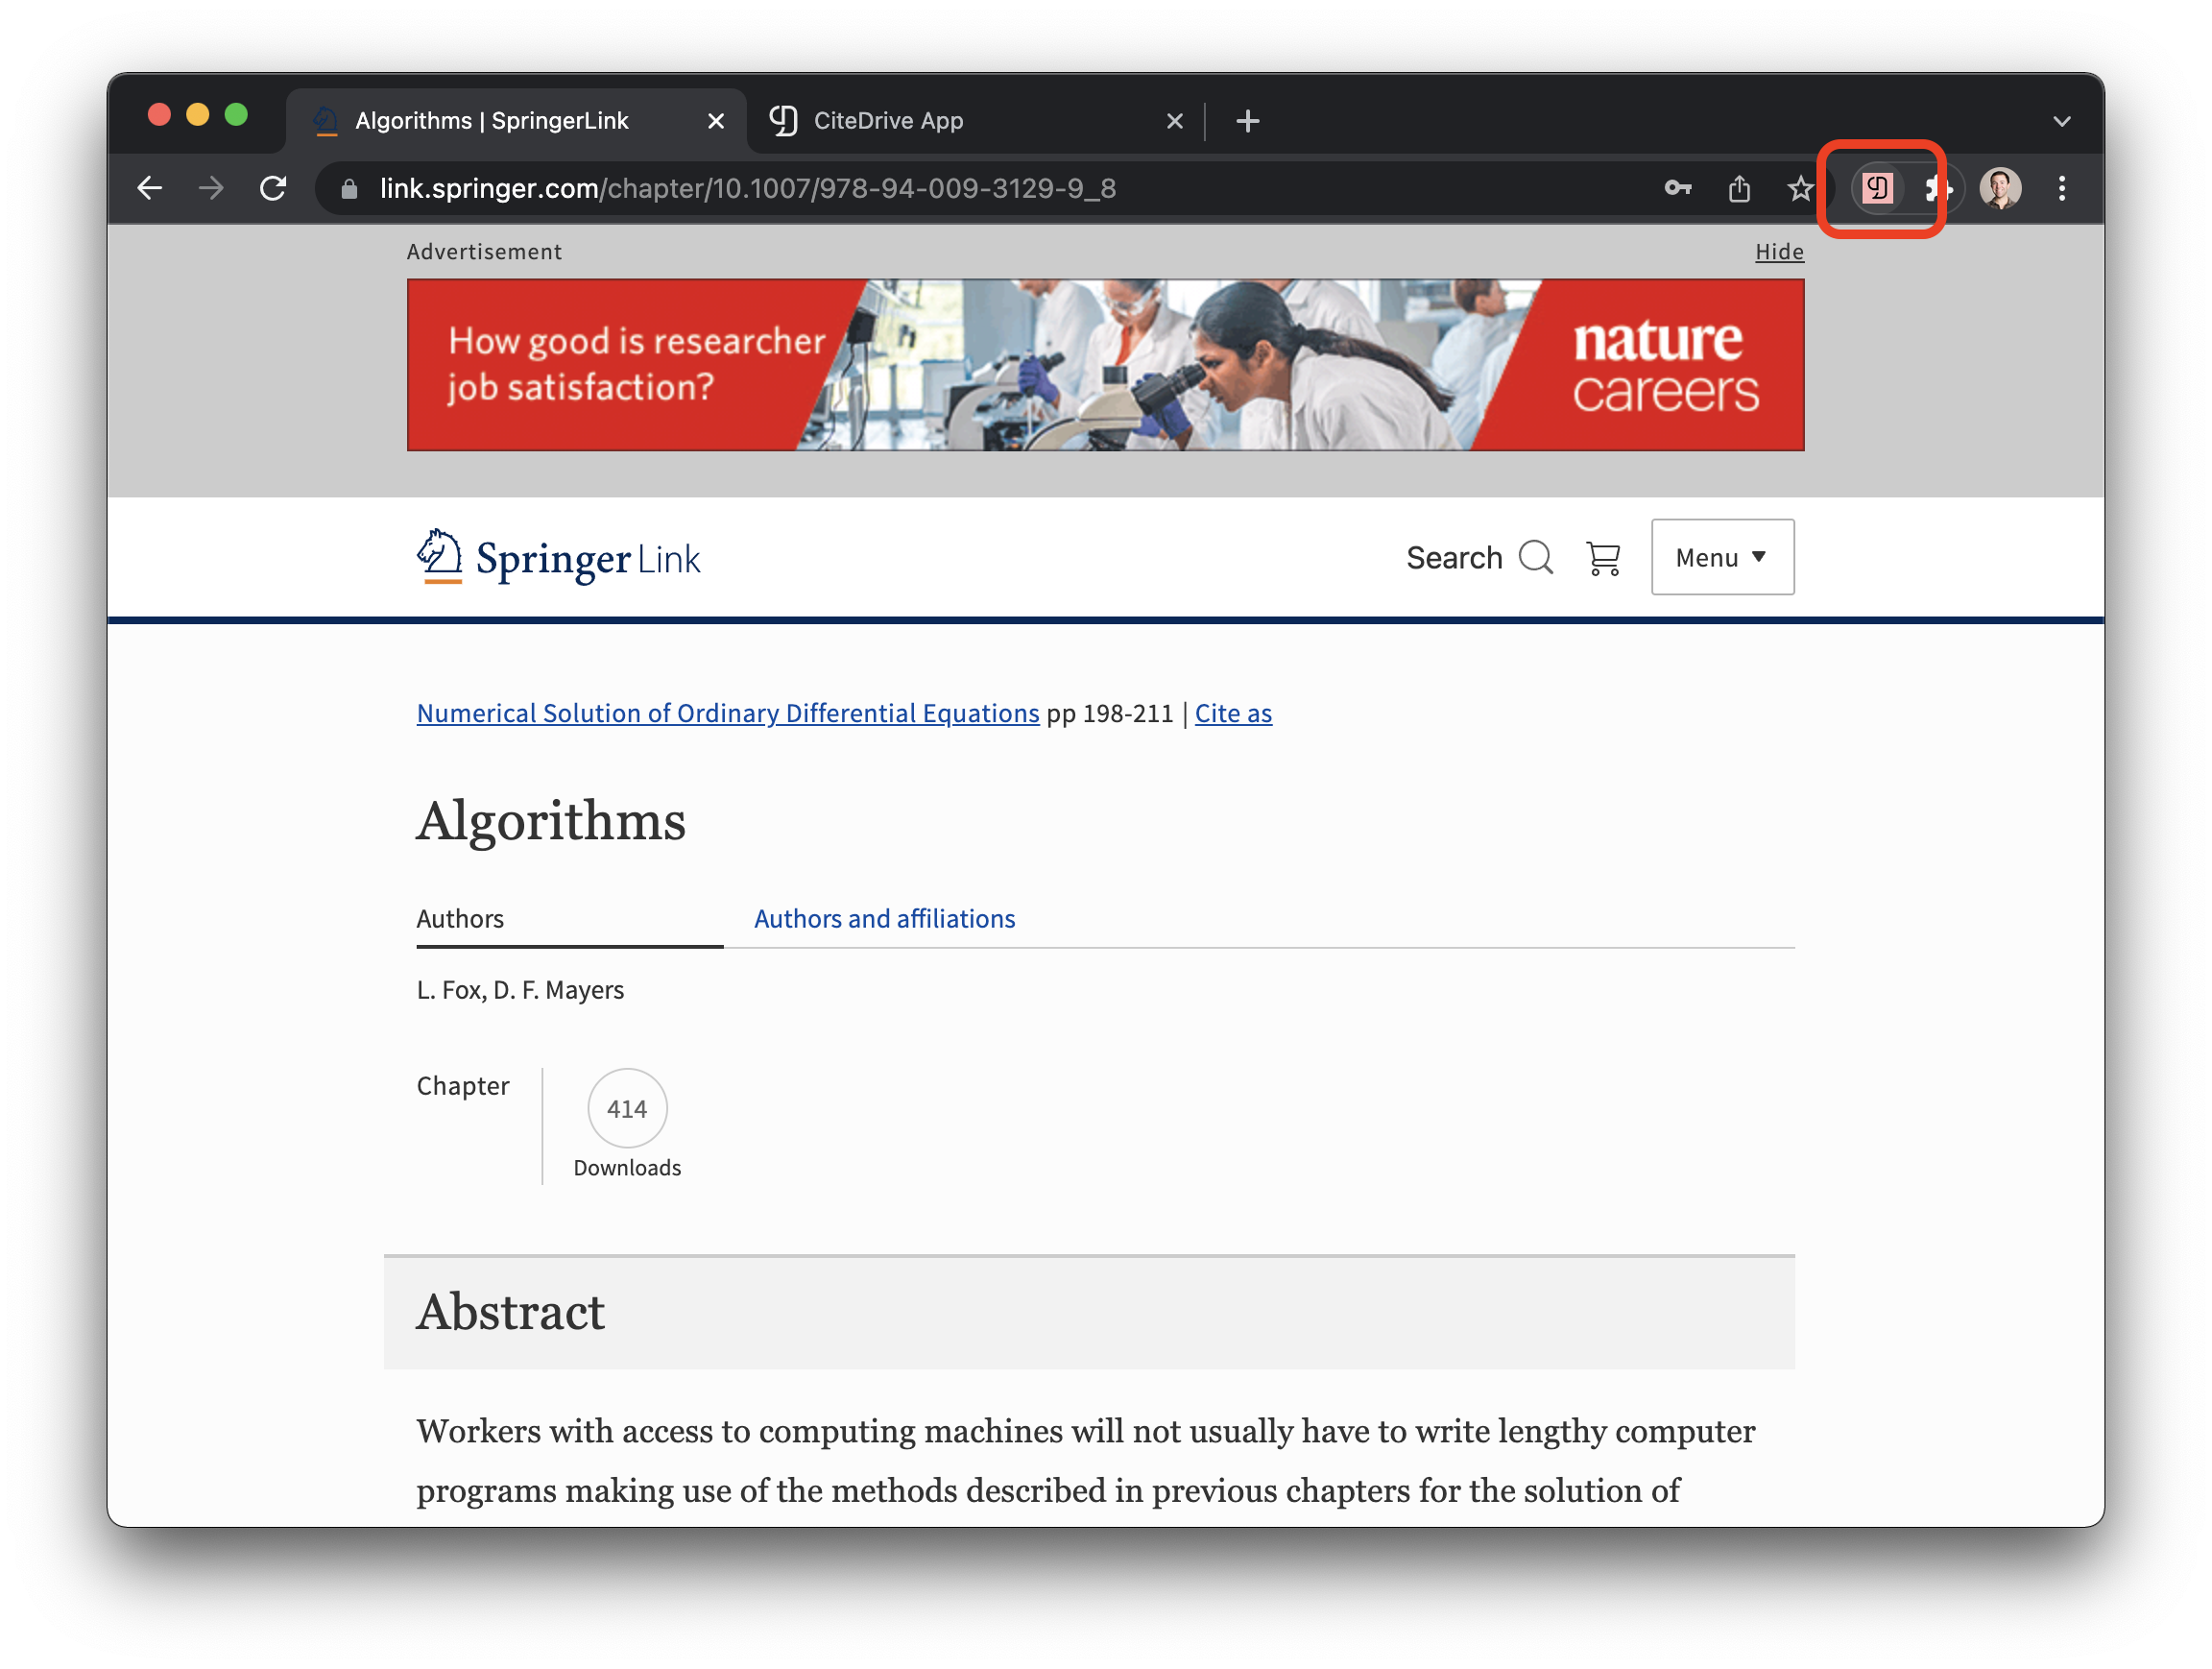 Algorithms | SpringerLink
CiteDrive App
link.springer.com/chapter/10.1007/978-94-009-3129-9_8
Advertisement
Hide
How good is researcher
job satisfaction?
nature
careers
Springer Link
Search
Menu
Numerical Solution of Ordinary Differential Equations pp 198-211 | Cite as
Algorithms
Authors
Authors and affiliations
L. Fox, D. F. Mayers
Chapter
414
Downloads
Abstract
Workers with access to computing machines will not usually have to write lengthy computer
programs making use of the methods described in previous chapters for the solution of